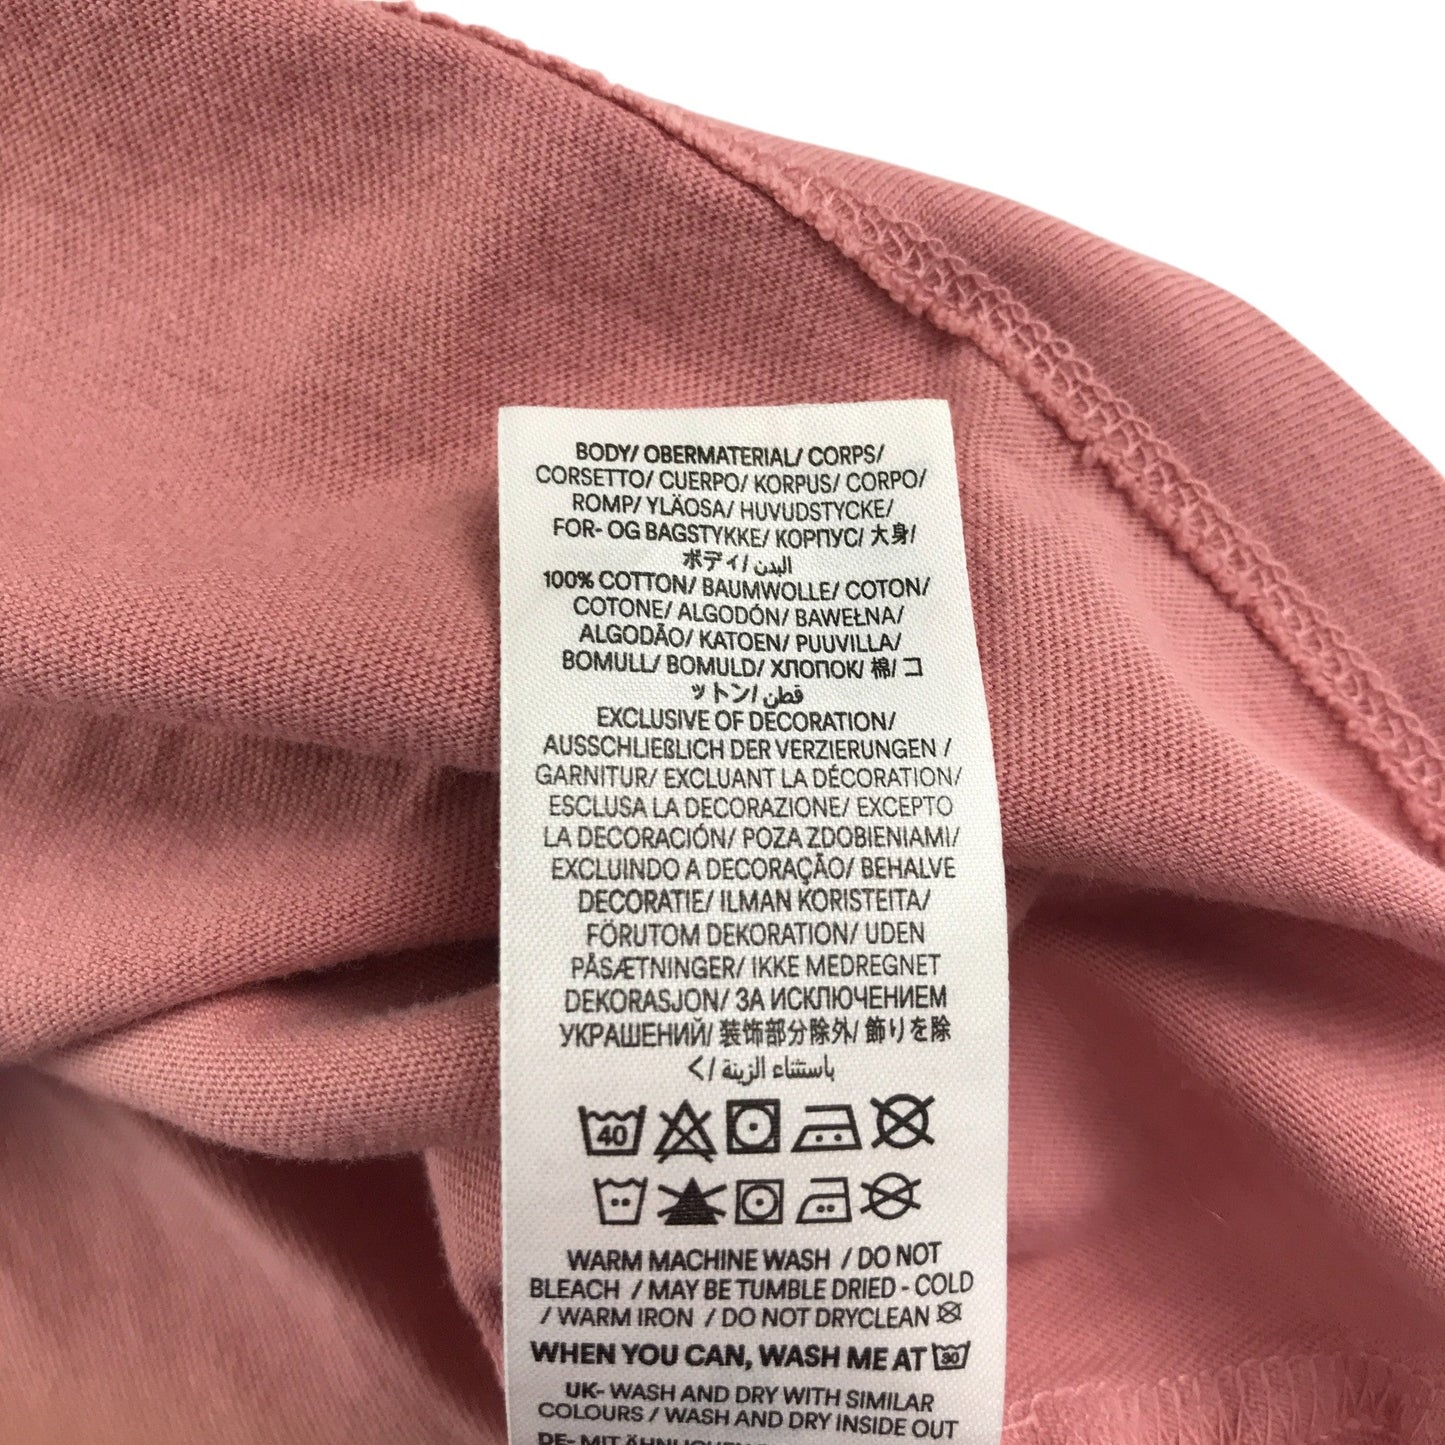 BODY/ OBERMATERIAL/ CORPS/
CORSETTO/ CUERPO/ KORPUS/ CORPO/
ROMP/ YLÄOSA/ HUVUDSTYCKE/
FOR- OG BAGSTYKKE/ КОРПУС/ 大身/
ボディ/ البدن
100% COTTON/ BAUMWOLLE/ COTON/
COTONE/ ALGODÓN/ BAWEŁNA/
ALGODÃO/ KATOEN/ PUUVILLA/
BOMULL/ BOMULD/ ХЛОПОК/ 棉/ コ
ットン/ قطن
EXCLUSIVE OF DECORATION/
AUSSCHLIEßLICH DER VERZIERUNGEN /
GARNITUR/ EXCLUANT LA DÉCORATION/
ESCLUSA LA DECORAZIONE/ EXCEPTO
LA DECORACIÓN/ POZA ZDOBIENIAMI/
EXCLUINDO A DECORAÇÃO/ BEHALVE
DECORATIE/ ILMAN KORISTEITA/
FÖRUTOM DEKORATION/ UDEN
PÅSÆTNINGER/ IKKE MEDREGNET
DEKORASJON/ ЗА ИСКЛЮЧЕНИЕМ
УКРАШЕНИЙ/ 装饰部分除外/ 飾りを除
く/ باستثناء الزينة
40
WARM MACHINE WASH / DO NOT
BLEACH / MAY BE TUMBLE DRIED - COLD
/ WARM IRON / DO NOT DRYCLEAN
WHEN YOU CAN, WASH ME AT 30
UK- WASH AND DRY WITH SIMILAR
COLOURS / WASH AND DRY INSIDE OUT
DE- MIT ÄHNLICHEN